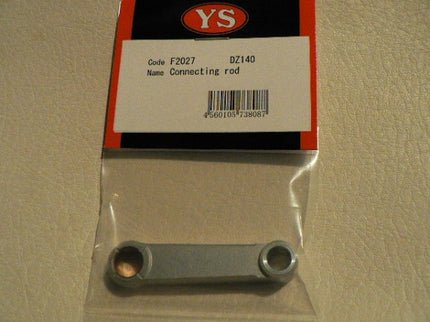 YS
Code F2027 DZ140
Name Connecting rod
4560105738087